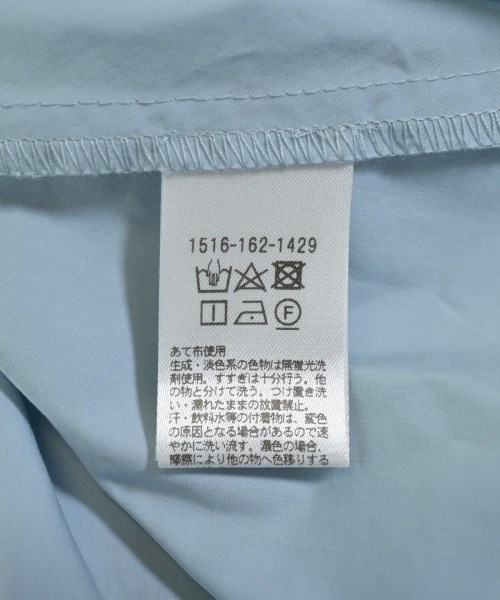 1516-162-1429
F
あて布使用
生成・淡色系の色物は無蛍光洗
剤使用。すすぎは十分行う。他
の物と分けて洗う。つけ置き洗
い・濡れたままの放置禁止。
汗・飲料水等の付着物は、変色
の原因となる場合があるので速
やかに洗い流す。濃色の場合、
摩擦により他の物へ色移りする